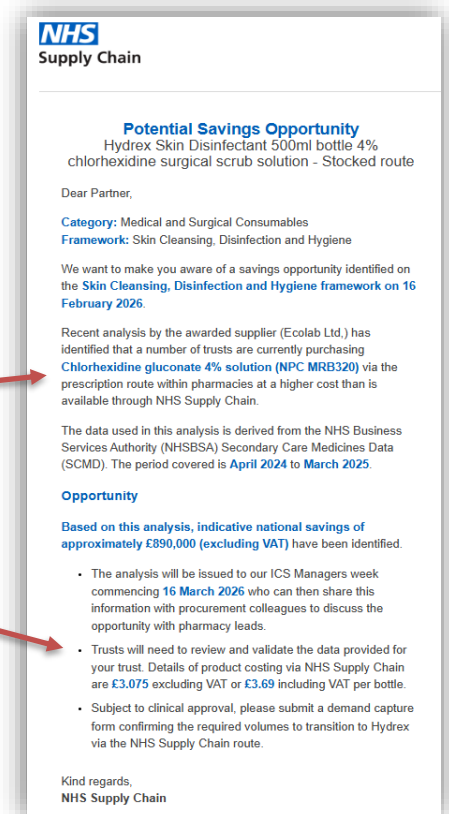 NHS
Supply Chain
Potential Savings Opportunity
Hydrex Skin Disinfectant 500ml bottle 4%
chlorhexidine surgical scrub solution - Stocked route
Dear Partner,
Category: Medical and Surgical Consumables
Framework: Skin Cleansing, Disinfection and Hygiene
We want to make you aware of a savings opportunity identified on
the Skin Cleansing, Disinfection and Hygiene framework on 16
February 2026.
Recent analysis by the awarded supplier (Ecolab Ltd,) has
identified that a number of trusts are currently purchasing
Chlorhexidine gluconate 4% solution (NPC MRB320) via the
prescription route within pharmacies at a higher cost than is
available through NHS Supply Chain.
The data used in this analysis is derived from the NHS Business
Services Authority (NHSBSA) Secondary Care Medicines Data
(SCMD). The period covered is April 2024 to March 2025.
Opportunity
Based on this analysis, indicative national savings of
approximately £890,000 (excluding VAT) have been identified.
• The analysis will be issued to our ICS Managers week
commencing 16 March 2026 who can then share this
information with procurement colleagues to discuss the
opportunity with pharmacy leads.
• Trusts will need to review and validate the data provided for
your trust. Details of product costing via NHS Supply Chain
are £3.075 excluding VAT or £3.69 including VAT per bottle.
• Subject to clinical approval, please submit a demand capture
form confirming the required volumes to transition to Hydrex
via the NHS Supply Chain route.
Kind regards,
NHS Supply Chain